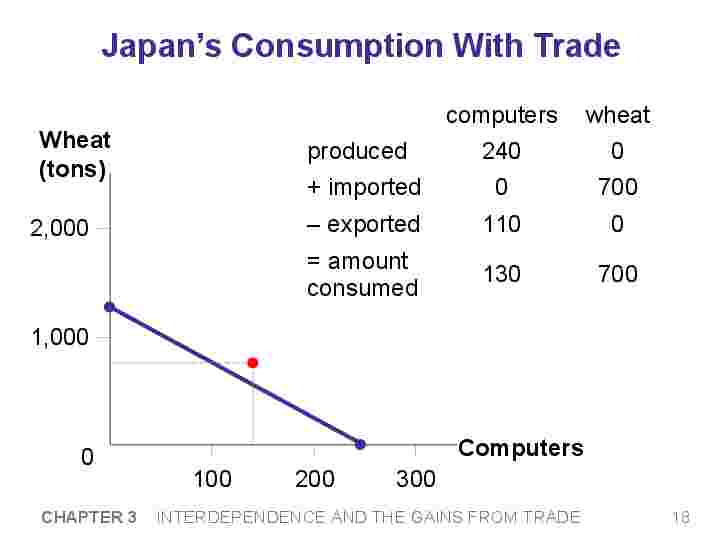 Japan’s Consumption With Trade
computers wheat
produced 240 0
+ imported 0 700
– exported 110 0
= amount
consumed 130 700
Wheat
(tons)
2,000
1,000
0
100 200 300
Computers
CHAPTER 3 INTERDEPENDENCE AND THE GAINS FROM TRADE 18